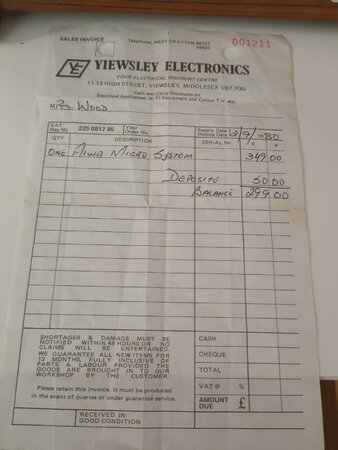 SALES INVOICE
Telephone: WEST DRAYTON
001211
YE
YIEWSLEY ELECTRONICS
YOUR ELECTRICAL DISCOUNT CENTRE
11-13 HIGH STREET, YIEWSLEY, MIDDLESEX UB7 7QG
Cash and Carry Discounts on
Electrical Appliances, Hi-Fi Equipment and Colour T.V. etc.
WOOD
VAT Reg No 225 0817 85 Your Order No. Supply Date Invoice Date 2/9/1980
QTY DESCRIPTION SERIAL No £ P
ONE AIWA MICRO SYSTEM 349.00
DEPOSITE 50.00
BALANCE 299.00
SHORTAGES & DAMAGE MUST BE
NOTIFIED WITHIN 48 HOURS OR NO
CLAIMS WILL BE ENTERTAINED.
WE GUARANTEE ALL NEW ITEMS FOR
12 MONTHS, FULLY INCLUSIVE OF
PARTS & LABOUR PROVIDED THE
GOODS ARE BROUGHT IN TO OUR
WORKSHOP BY THE CUSTOMER.
Please retain this invoice. It must be produced
in the event of queries or under guarantee service.
RECEIVED IN
GOOD CONDITION
CASH
CHEQUE
TOTAL
VAT @ %
AMOUNT DUE £